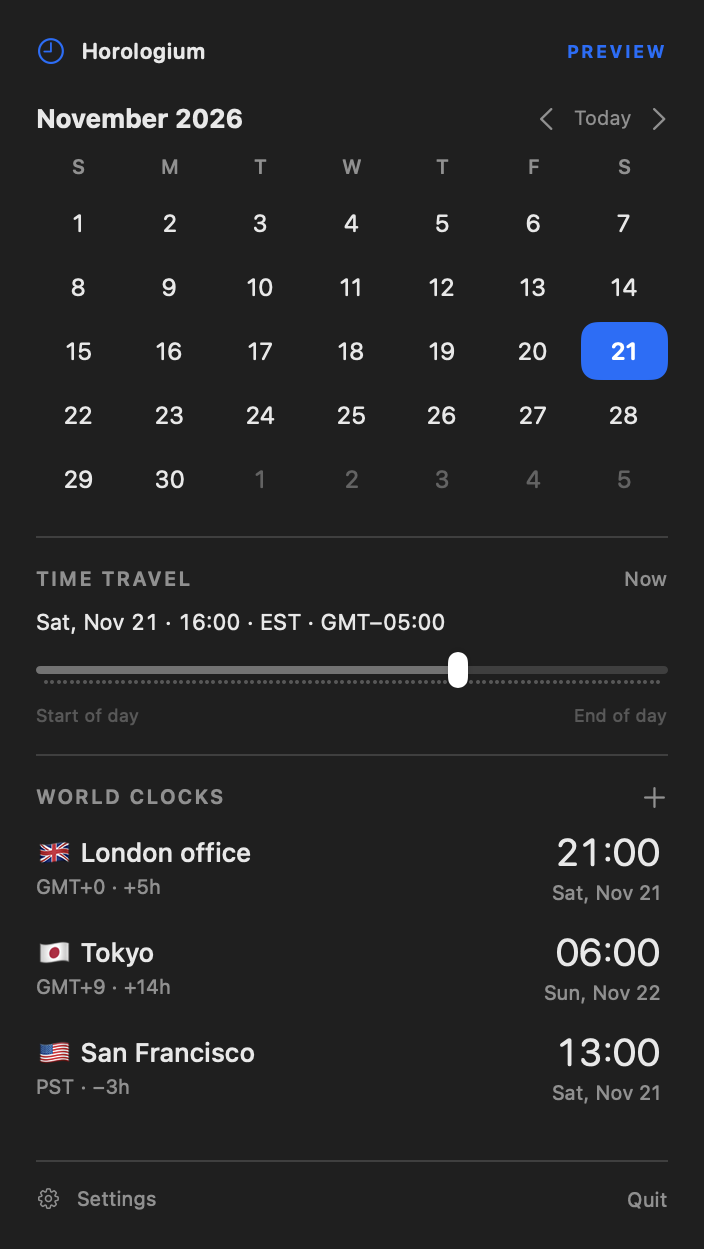 Horologium PREVIEW
November 2026 Today
S M T W T F S
1 2 3 4 5 6 7
8 9 10 11 12 13 14
15 16 17 18 19 20 21
22 23 24 25 26 27 28
29 30 1 2 3 4 5
TIME TRAVEL Now
Sat, Nov 21 · 16:00 · EST · GMT−05:00
Start of day End of day
WORLD CLOCKS
London office 21:00
GMT+0 · +5h Sat, Nov 21
Tokyo 06:00
GMT+9 · +14h Sun, Nov 22
San Francisco 13:00
PST · −3h Sat, Nov 21
Settings Quit